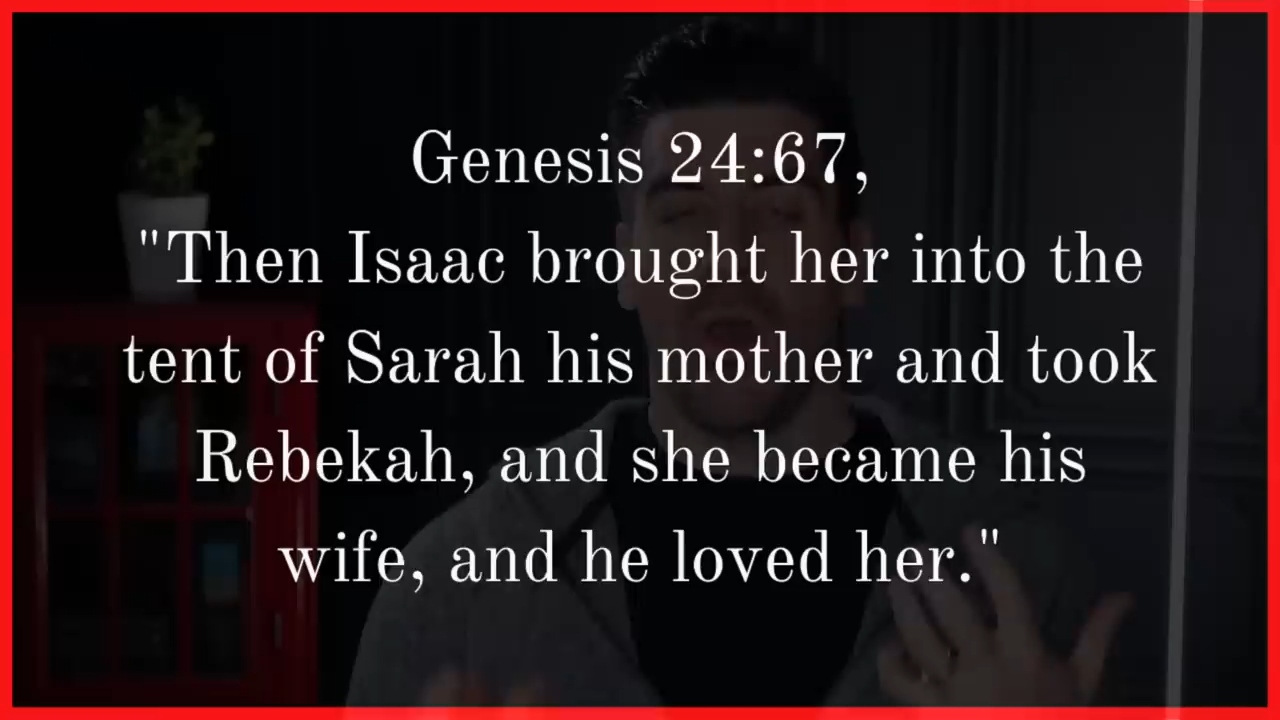 Genesis 24:67,
"Then Isaac brought her into the
tent of Sarah his mother and took
Rebekah, and she became his
wife, and he loved her."